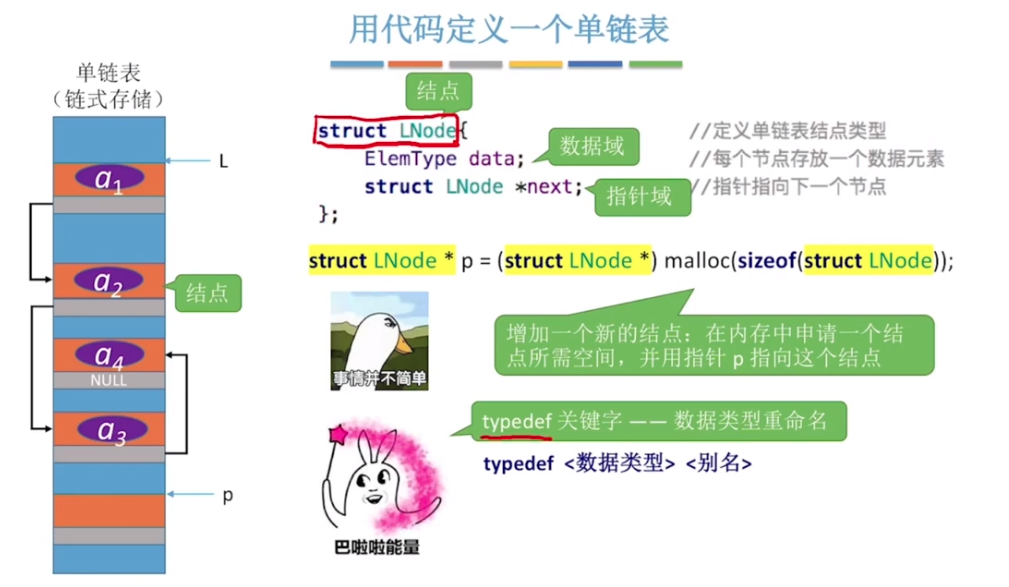 用代码定义一个单链表
单链表
（链式存储）
L
a1
a2
结点
a4
NULL
a3
p
结点
struct LNode{ //定义单链表结点类型
ElemType data; 数据域 //每个节点存放一个数据元素
struct LNode *next; 指针域 //指针指向下一个节点
};
struct LNode * p = (struct LNode *) malloc(sizeof(struct LNode));
增加一个新的结点：在内存中申请一个结
点所需空间，并用指针 p 指向这个结点
事情并不简单
typedef 关键字 —— 数据类型重命名
typedef <数据类型> <别名>
巴啦啦能量